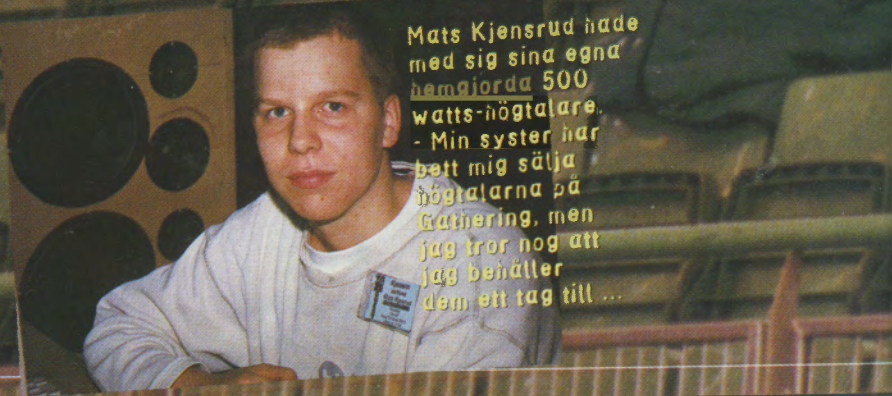 Mats Kjensrud hade
med sig sina egna
hemgjorda 500
watts-högtalare.
- Min syster har
bett mig sälja
högtalarna på
Gathering, men
jag tror nog att
jag behåller
dem ett tag till ...